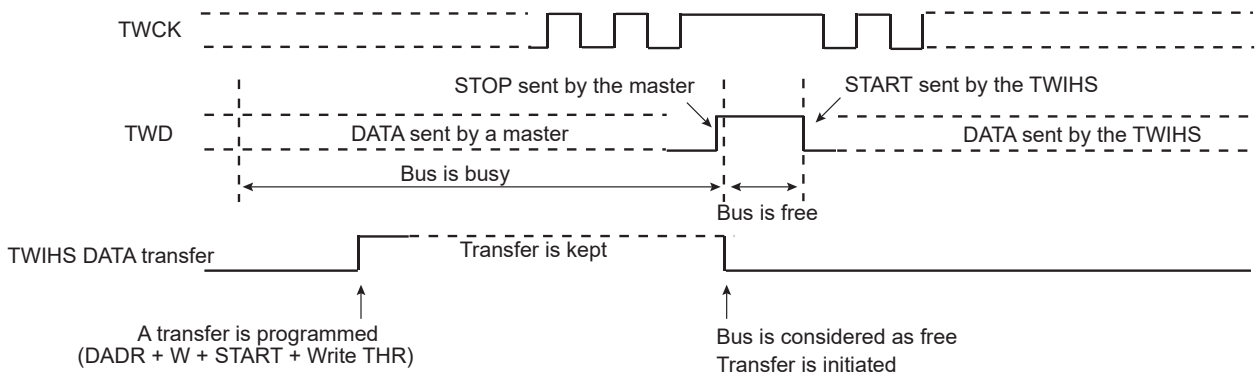 TWCK
STOP sent by the master
START sent by the TWIHS
TWD
DATA sent by a master
DATA sent by the TWIHS
Bus is busy
Bus is free
TWIHS DATA transfer
Transfer is kept
A transfer is programmed
(DADR + W + START + Write THR)
Bus is considered as free
Transfer is initiated